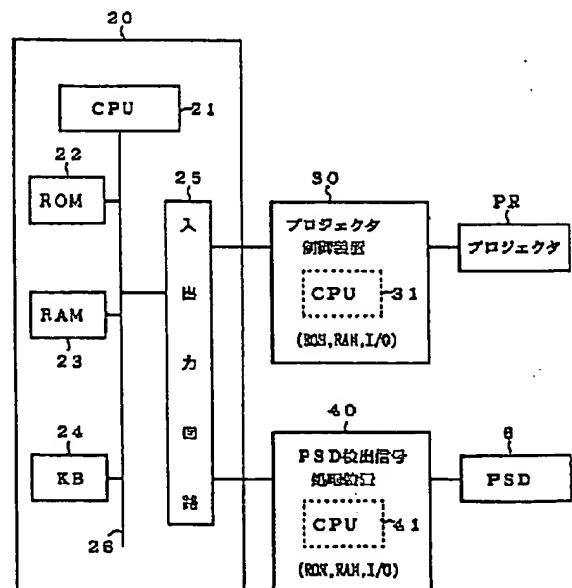 20
CPU
21
22
ROM
RAM
23
24
KB
26
25
入出力回路
30
プロジェクタ
制御装置
CPU
31
(ROM,RAM,I/O)
PR
プロジェクタ
40
PSD検出信号
処理装置
CPU
41
(ROM,RAM,I/O)
6
PSD